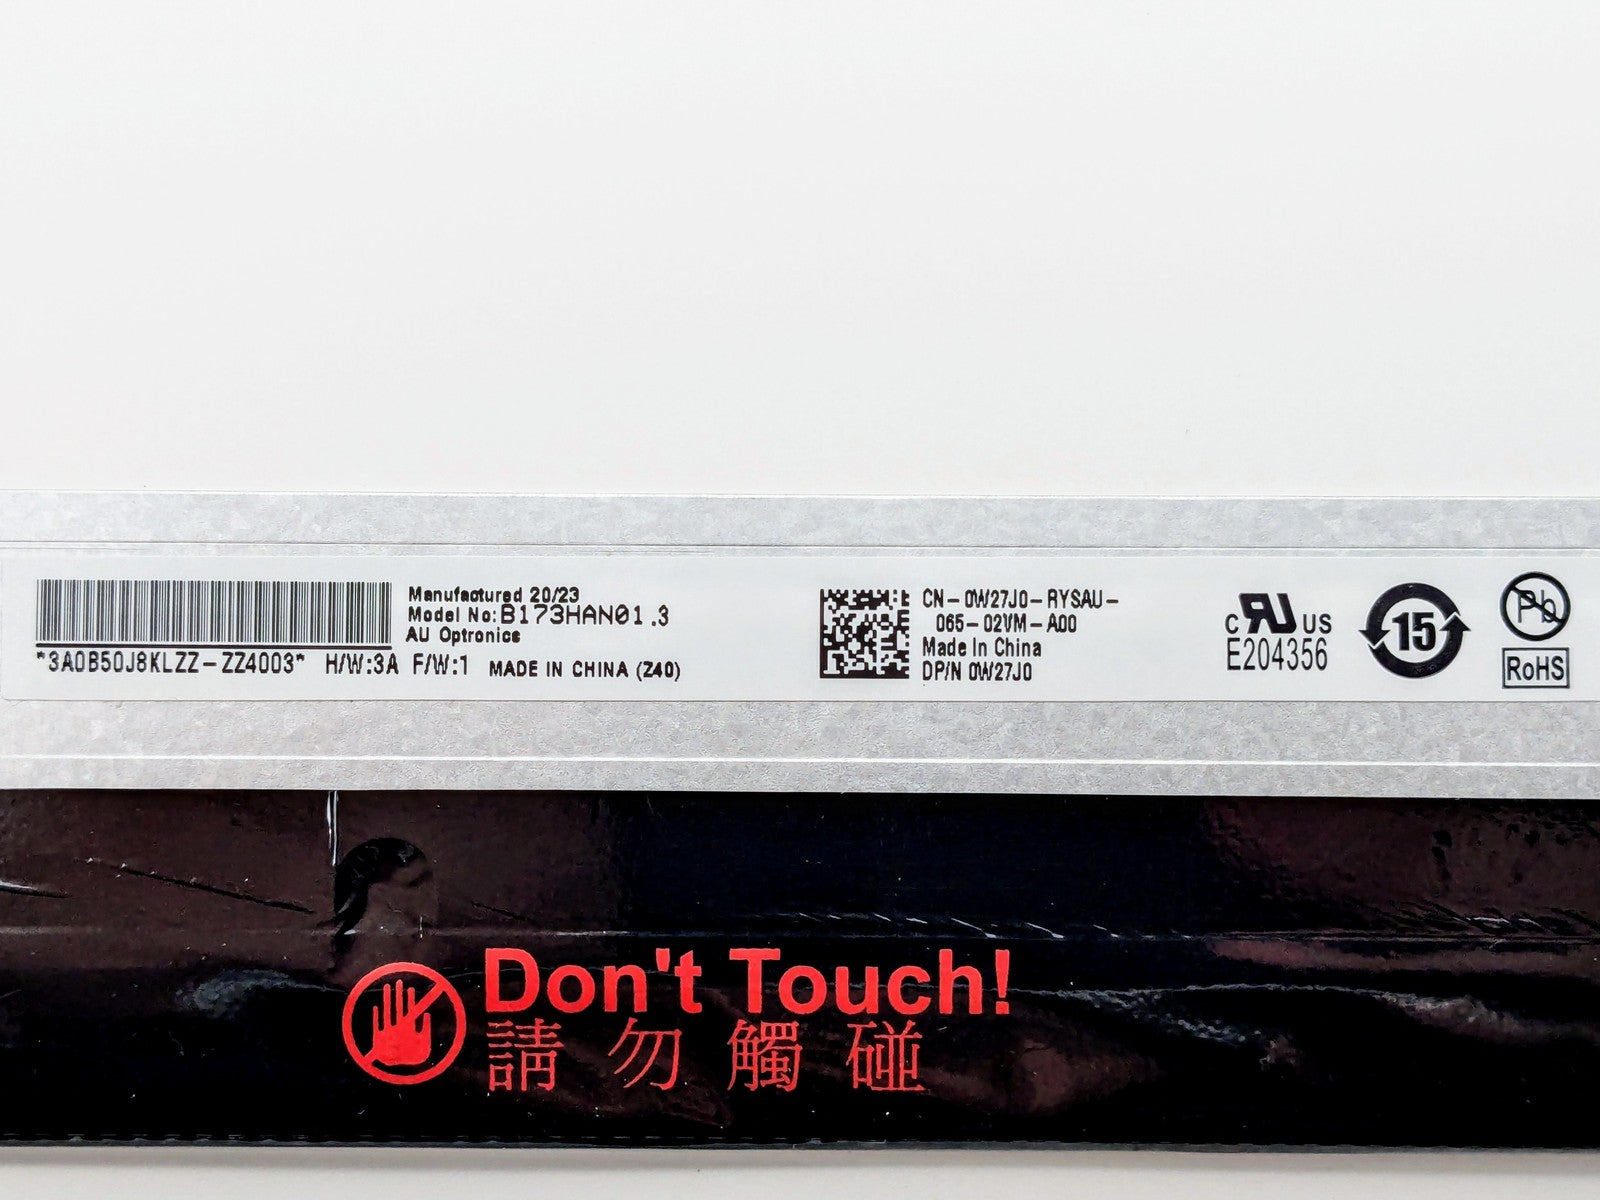 Manufactured 20/23
Model No:B173HAN01.3
AU Optronics
*3A0B50J8KLZZ-ZZ4003* H/W:3A F/W:1 MADE IN CHINA (Z40)
CN-0W27J0-RYSAU-
065-02VM-A00
Made In China
DP/N 0W27J0
c RU US
E204356
15
Pb
RoHS
Don't Touch!
請勿觸碰